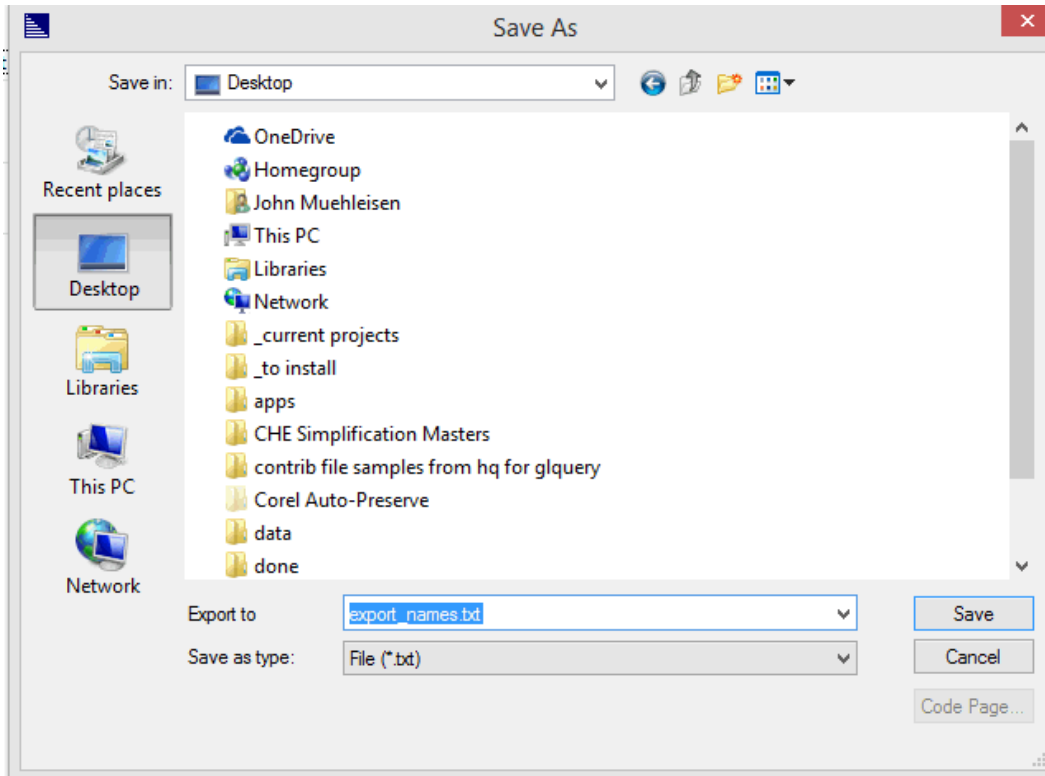 Save As
Save in:
Desktop
OneDrive
Homegroup
John Muehleisen
This PC
Libraries
Network
_current projects
_to install
apps
CHE Simplification Masters
contrib file samples from hq for glquery
Corel Auto-Preserve
data
done
Recent places
Desktop
Libraries
This PC
Network
Export to
export_names.txt
Save
Save as type:
File (*.txt)
Cancel
Code Page...